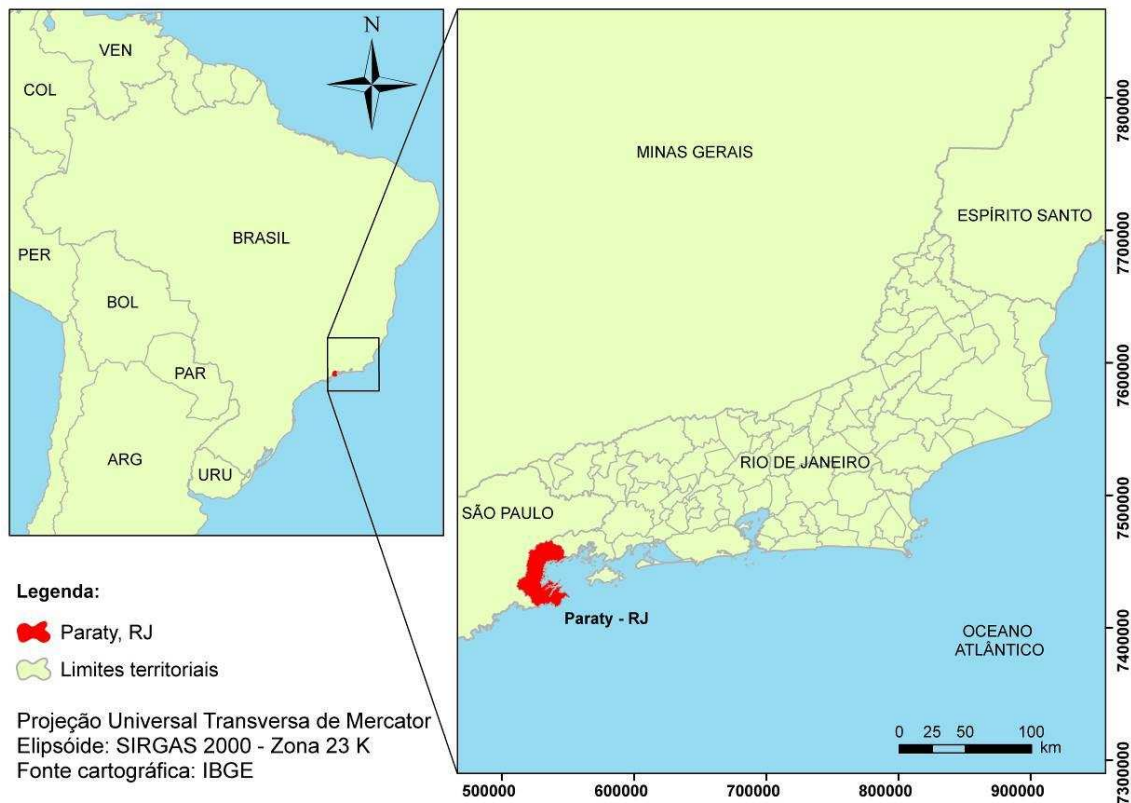 N
VEN
COL
BRASIL
PER
BOL
PAR
ARG
URU
MINAS GERAIS
ESPÍRITO SANTO
RIO DE JANEIRO
SÃO PAULO
Paraty - RJ
OCEANO
ATLÂNTICO
0 25 50 100
km
7800000
7700000
7600000
7500000
7400000
7300000
500000 600000 700000 800000 900000
Legenda:
Paraty, RJ
Limites territoriais
Projeção Universal Transversa de Mercator
Elipsóide: SIRGAS 2000 - Zona 23 K
Fonte cartográfica: IBGE